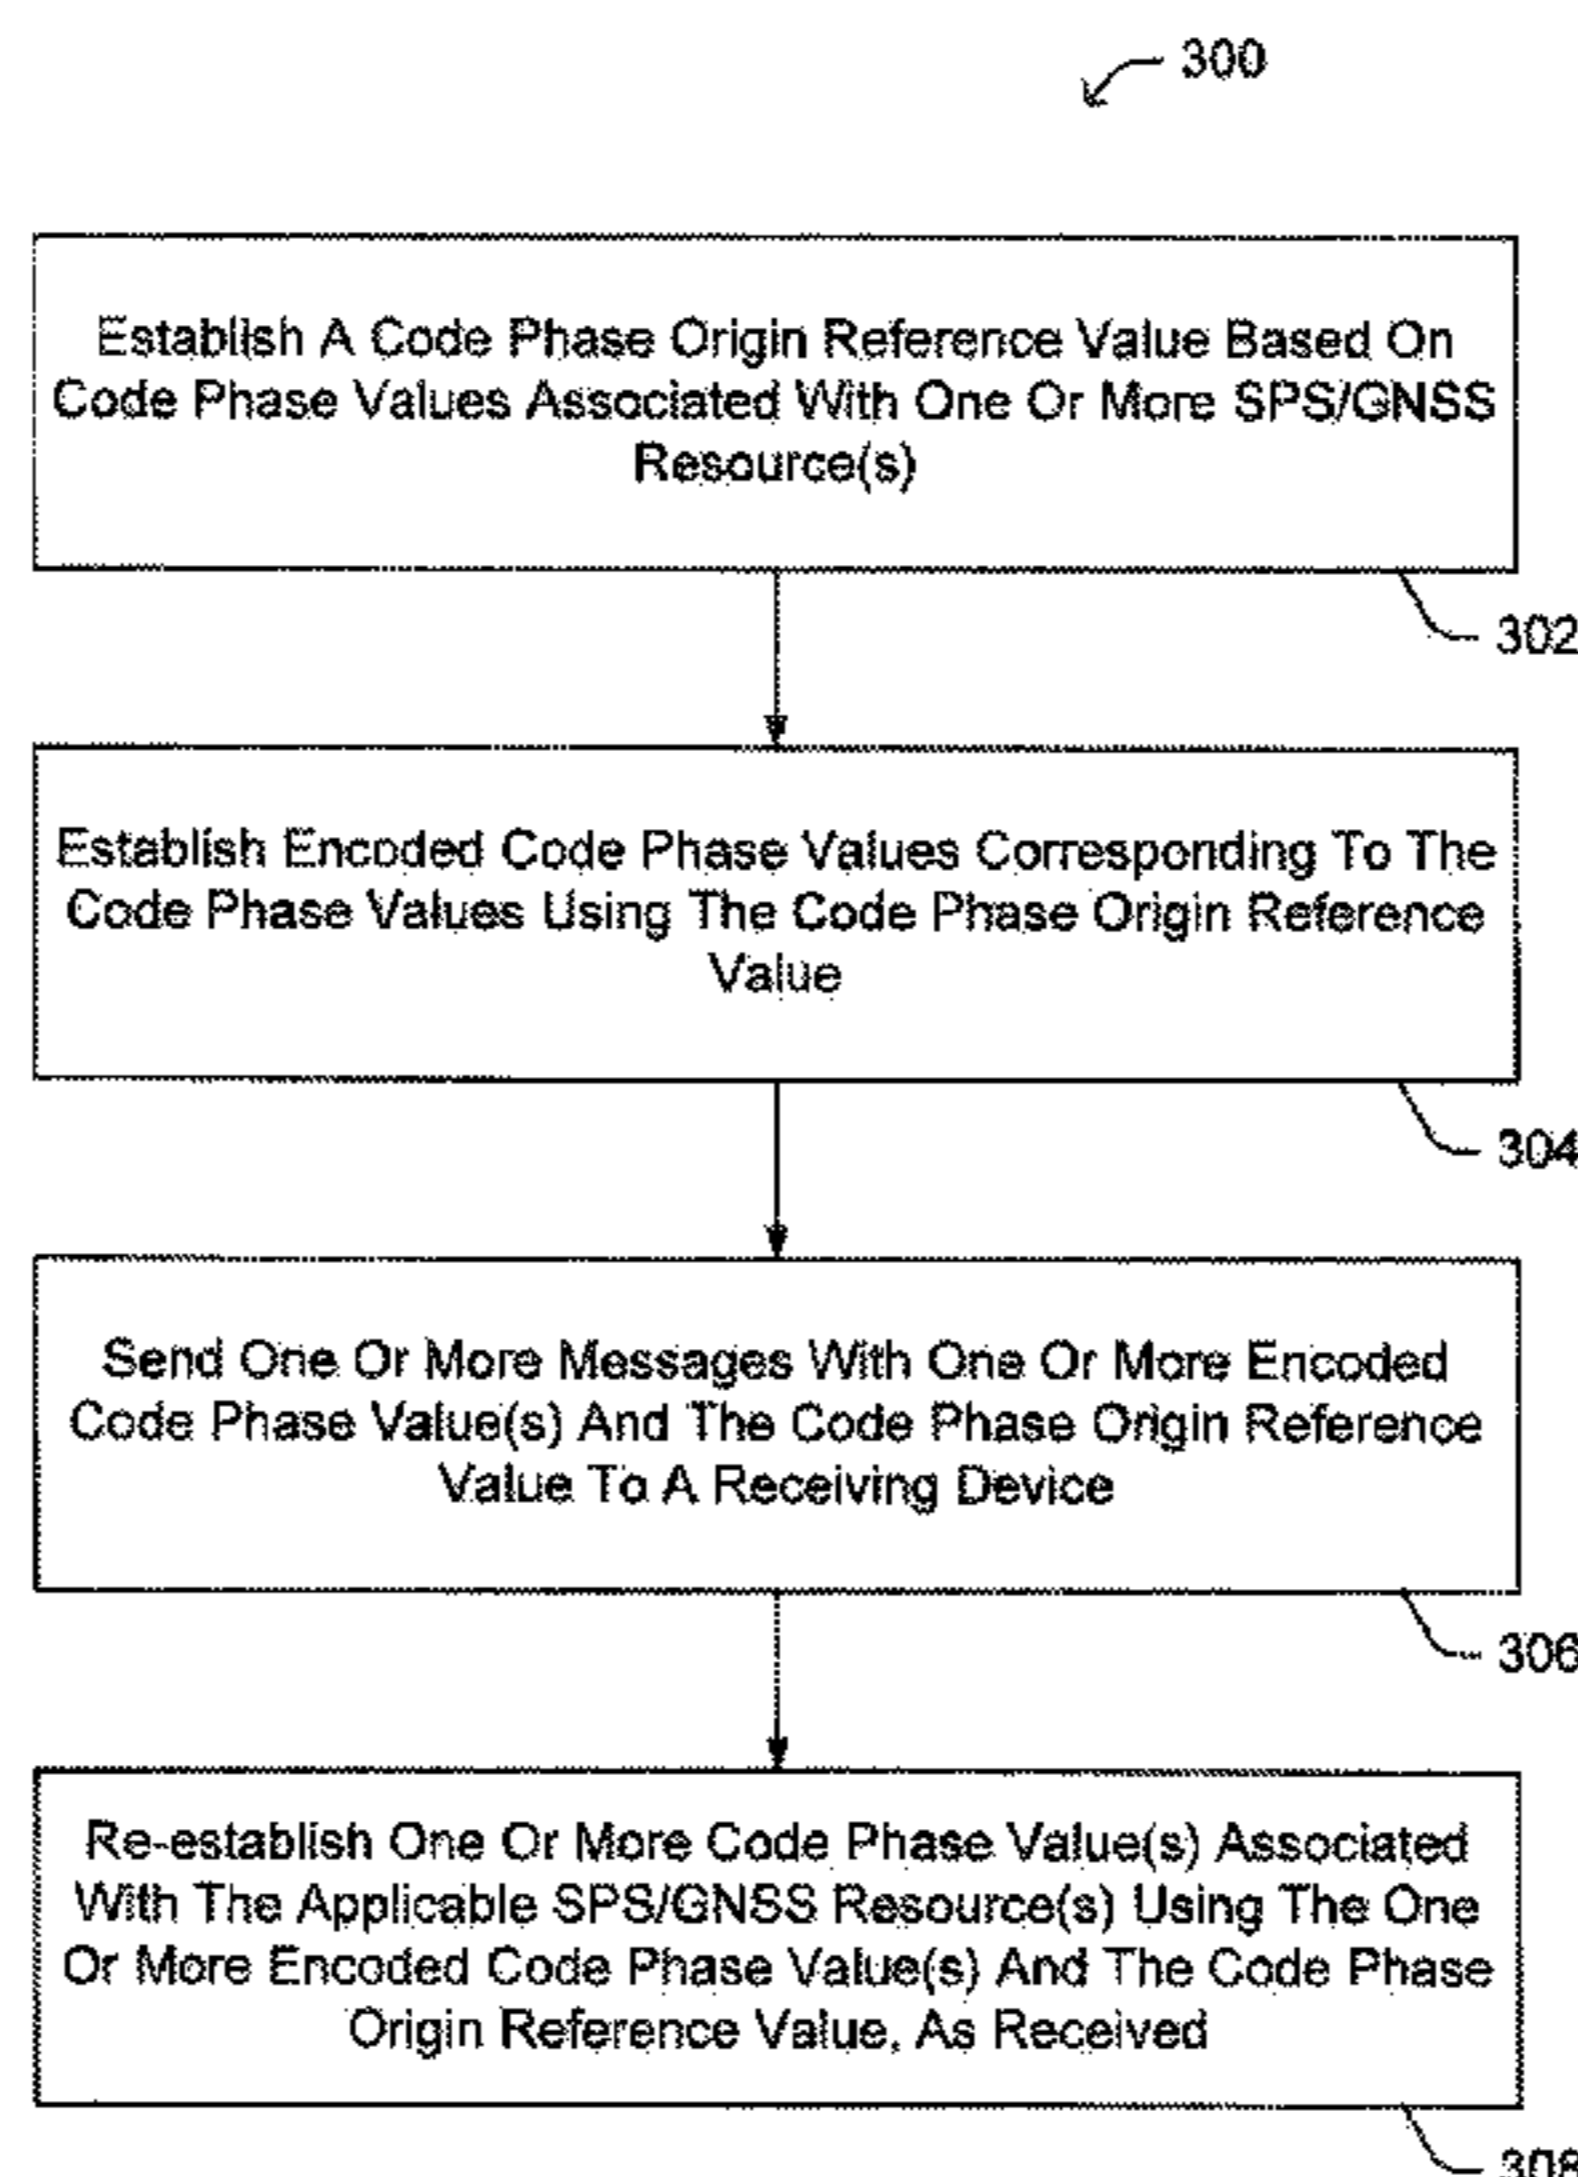 300
Establish A Code Phase Origin Reference Value Based On
Code Phase Values Associated With One Or More SPS/GNSS
Resource(s)
302
Establish Encoded Code Phase Values Corresponding To The
Code Phase Values Using The Code Phase Origin Reference
Value
304
Send One Or More Messages With One Or More Encoded
Code Phase Value(s) And The Code Phase Origin Reference
Value To A Receiving Device
306
Re-establish One Or More Code Phase Value(s) Associated
With The Applicable SPS/GNSS Resource(s) Using The One
Or More Encoded Code Phase Value(s) And The Code Phase
Origin Reference Value, As Received
308